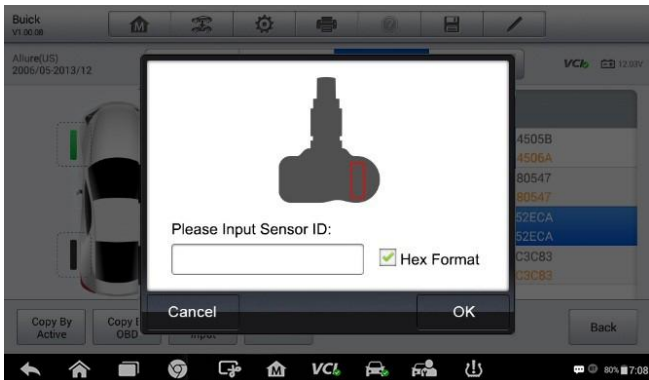 Buick
V1.00.08
Allure(US)
2006/05-2013/12
VCI
12.03V
4505B
4506A
80547
80547
52ECA
52ECA
C3C83
C3C83
Please Input Sensor ID:
Hex Format
Cancel
OK
Copy By
Active
Copy
OBD
Input
Back
VCI
80%
7:08